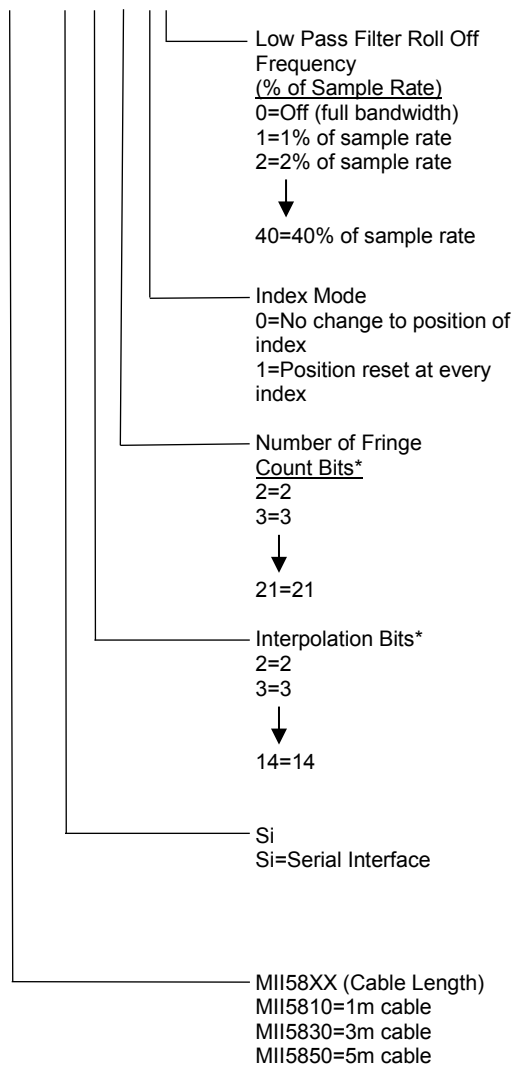 Low Pass Filter Roll Off
Frequency
(% of Sample Rate)
0=Off (full bandwidth)
1=1% of sample rate
2=2% of sample rate
40=40% of sample rate
Index Mode
0=No change to position of
index
1=Position reset at every
index
Number of Fringe
Count Bits*
2=2
3=3
21=21
Interpolation Bits*
2=2
3=3
14=14
Si
Si=Serial Interface
MII58XX (Cable Length)
MII5810=1m cable
MII5830=3m cable
MII5850=5m cable